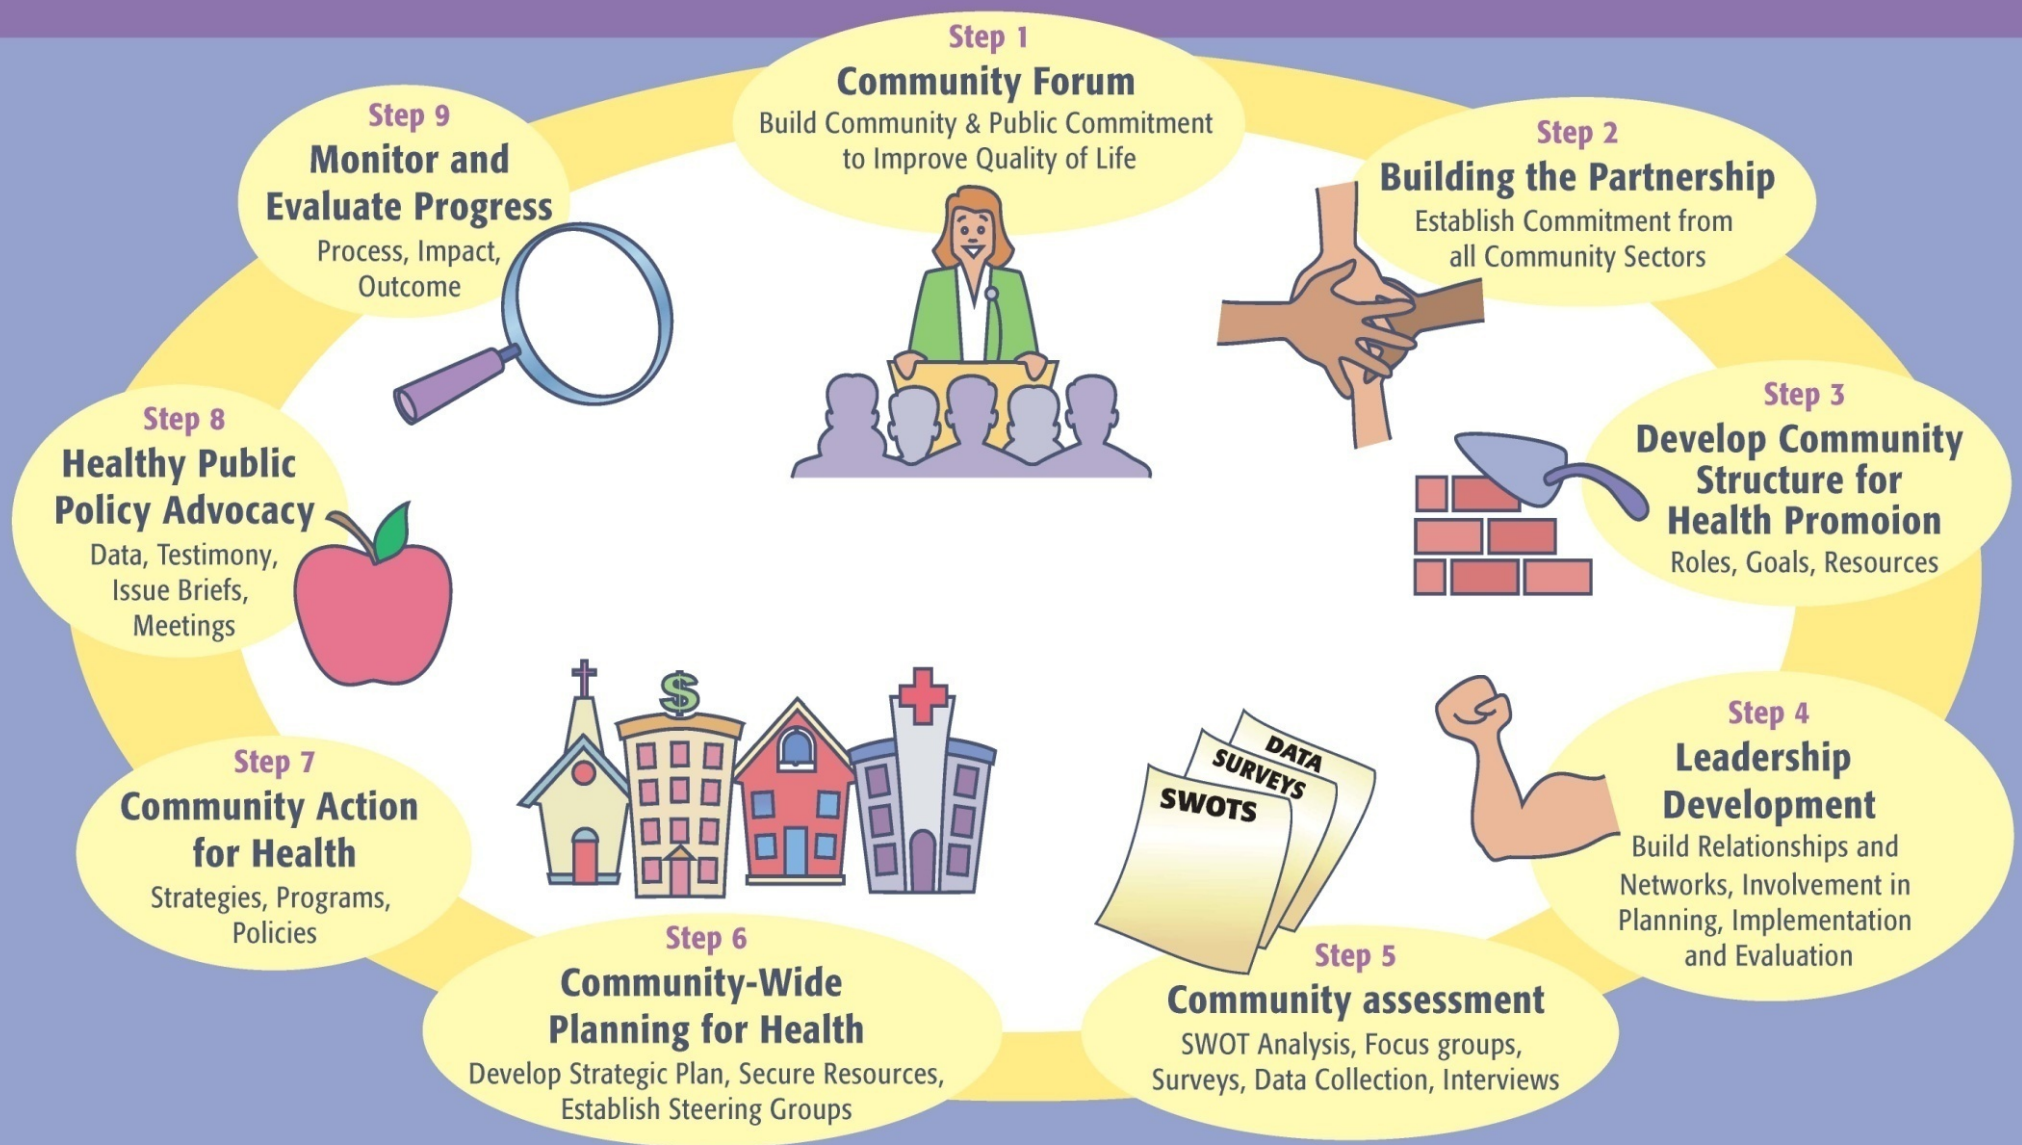 Step 1
Community Forum
Build Community & Public Commitment
to Improve Quality of Life
Step 2
Building the Partnership
Establish Commitment from
all Community Sectors
Step 3
Develop Community
Structure for
Health Promoion
Roles, Goals, Resources
Step 4
Leadership
Development
Build Relationships and
Networks, Involvement in
Planning, Implementation
and Evaluation
DATA
SURVEYS
SWOTS
Step 5
Community assessment
SWOT Analysis, Focus groups,
Surveys, Data Collection, Interviews
$
Step 6
Community-Wide
Planning for Health
Develop Strategic Plan, Secure Resources,
Establish Steering Groups
Step 7
Community Action
for Health
Strategies, Programs,
Policies
Step 8
Healthy Public
Policy Advocacy
Data, Testimony,
Issue Briefs,
Meetings
Step 9
Monitor and
Evaluate Progress
Process, Impact,
Outcome